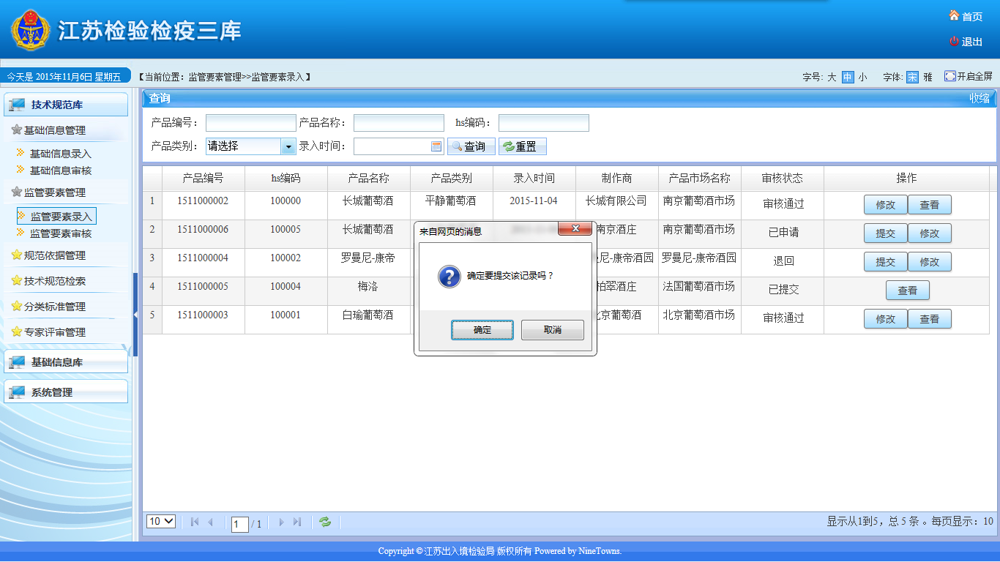 江苏检验检疫三库
首页
退出
今天是 2015年11月6日 星期五
【当前位置：监管要素管理>>监管要素录入】
字号: 大 中 小 字体: 宋 雅 开启全屏
技术规范库
基础信息管理
基础信息录入
基础信息审核
监管要素管理
监管要素录入
监管要素审核
规范依据管理
技术规范检索
分类标准管理
专家评审管理
基础信息库
系统管理
查询 收缩
产品编号： 产品名称： hs编码：
产品类别： 请选择 录入时间： 查询 重置
产品编号 hs编码 产品名称 产品类别 录入时间 制作商 产品市场名称 审核状态 操作
1 1511000002 100000 长城葡萄酒 平静葡萄酒 2015-11-04 长城有限公司 南京葡萄酒市场 审核通过 修改 查看
2 1511000006 100005 长城葡萄酒 南京酒庄 南京葡萄酒市场 已申请 提交 修改
3 1511000004 100002 罗曼尼-康帝 尼-康帝酒园 罗曼尼-康帝酒园 退回 提交 修改
4 1511000005 100004 梅洛 柏翠酒庄 法国葡萄酒市场 已提交 查看
5 1511000003 100001 白瑜葡萄酒 北京葡萄酒 北京葡萄酒市场 审核通过 修改 查看
来自网页的消息
确定要提交该记录吗？
确定 取消
10 1 / 1 显示从1到5，总 5 条 。每页显示：10
Copyright © 江苏出入境检验局 版权所有 Powered by NineTowns.